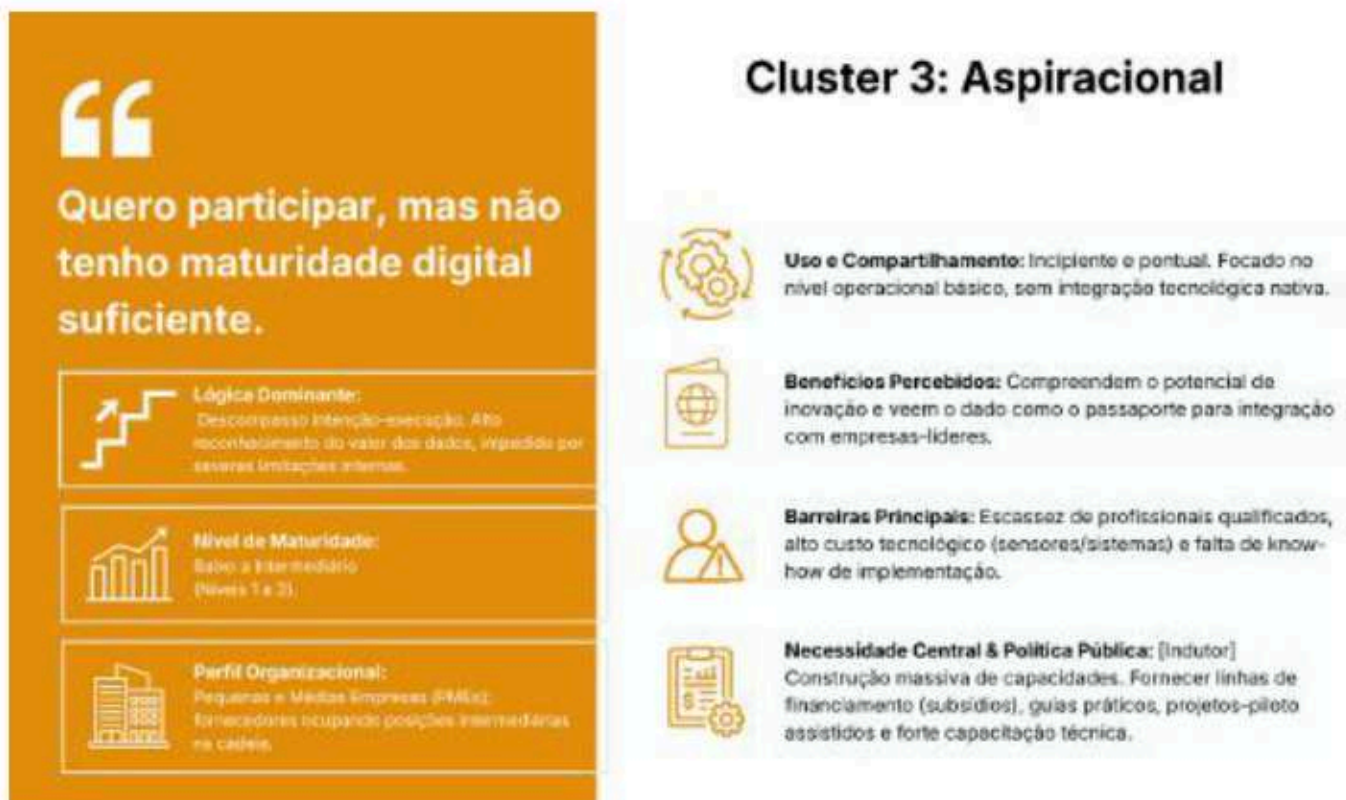 “
Quero participar, mas não
tenho maturidade digital
suficiente.
Lógica Dominante:
Descompasso intenção-execução. Alto
reconhecimento do valor dos dados, impedido por
severas limitações internas.
Nível de Maturidade:
Baixo a Intermediário
(Níveis 1 a
Perfil Organizacional:
Pequenas e Médias Empresas (PMEs);
fornecedores ocupando posições intermediárias
na cadeia.
Cluster 3: Aspiracional
Uso e Compartilhamento: Incipiente e pontual. Focado no
nível operacional básico, sem integração tecnológica nativa.
Benefícios Percebidos: Compreendem o potencial de
inovação e veem o dado como o passaporte para integração
com empresas-líderes.
Barreiras Principais: Escassez de profissionais qualificados,
alto custo tecnológico (sensores/sistemas) e falta de know-
how de implementação.
Necessidade Central & Política Pública: [Indutor]
Construção massiva de capacidades. Fornecer linhas de
financiamento (subsídios), guias práticos, projetos-piloto
assistidos e forte capacitação técnica.